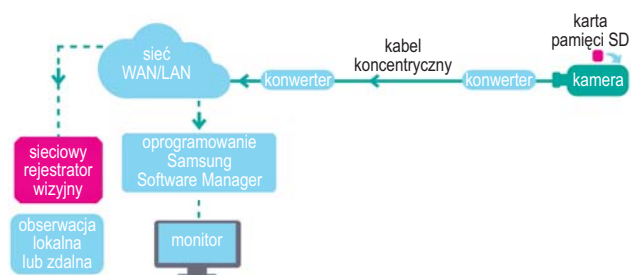 karta
pamięci SD
sieć
WAN/LAN
kabel
koncentryczny
konwerter
konwerter
kamera
sieciowy
rejestrator
wizyjny
oprogramowanie
Samsung
Software Manager
obserwacja
lokalna
lub zdalna
monitor